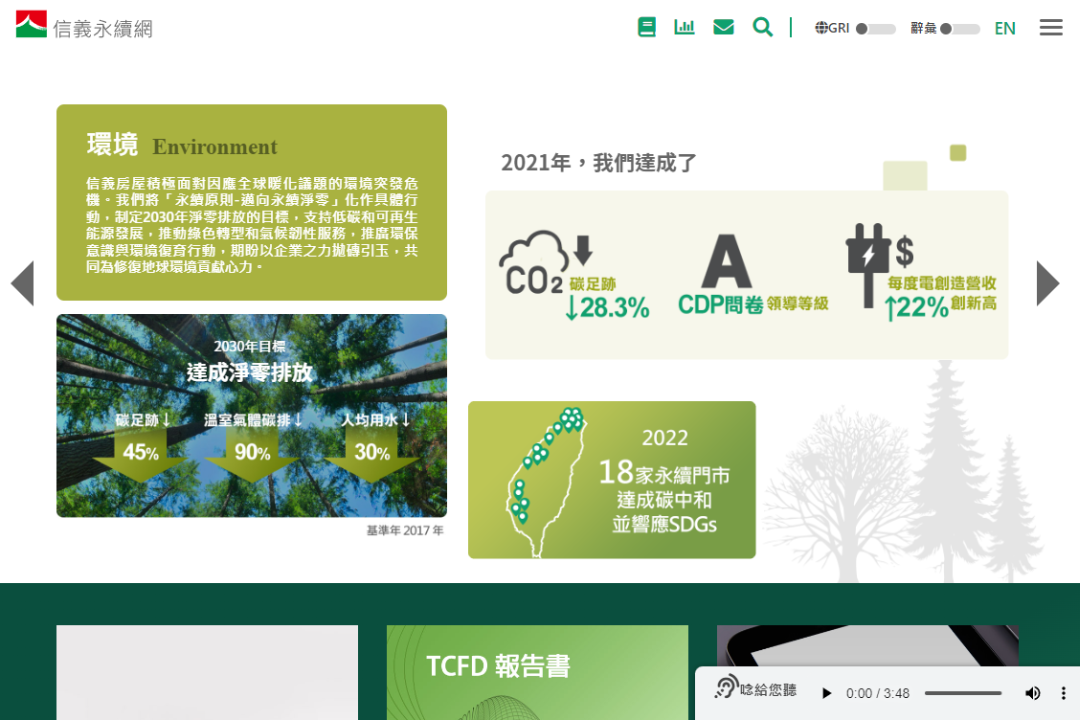 信義永續網
GRI
辭彙
EN
環境 Environment
信義房屋積極面對因應全球暖化議題的環境突發危
機。我們將「永續原則-邁向永續淨零」化作具體行
動，制定2030年淨零排放的目標，支持低碳和可再生
能源發展，推動綠色轉型和氣候韌性服務，推廣環保
意識與環境復育行動，期盼以企業之力拋磚引玉，共
同為修復地球環境貢獻心力。
2030年目標
達成淨零排放
碳足跡↓ 溫室氣體碳排↓ 人均用水↓
45% 90% 30%
基準年 2017 年
2021年，我們達成了
CO2 碳足跡
↓28.3%
A
CDP問卷 領導等級
$
每度電創造營收
↑22% 創新高
2022
18家永續門市
達成碳中和
並響應SDGs
TCFD 報告書
唸給您聽
0:00 / 3:48